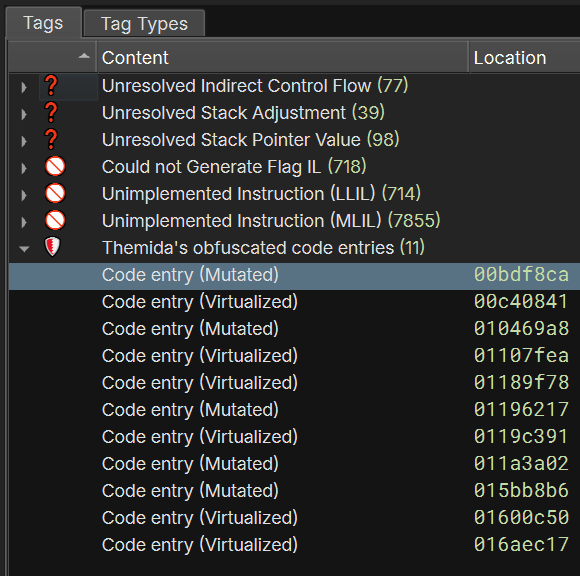 Tags Tag Types
Content Location
Unresolved Indirect Control Flow (77)
Unresolved Stack Adjustment (39)
Unresolved Stack Pointer Value (98)
Could not Generate Flag IL (718)
Unimplemented Instruction (LLIL) (714)
Unimplemented Instruction (MLIL) (7855)
Themida's obfuscated code entries (11)
Code entry (Mutated) 00bdf8ca
Code entry (Virtualized) 00c40841
Code entry (Mutated) 010469a8
Code entry (Virtualized) 01107fea
Code entry (Virtualized) 01189f78
Code entry (Mutated) 01196217
Code entry (Virtualized) 0119c391
Code entry (Mutated) 011a3a02
Code entry (Mutated) 015bb8b6
Code entry (Virtualized) 01600c50
Code entry (Virtualized) 016aec17